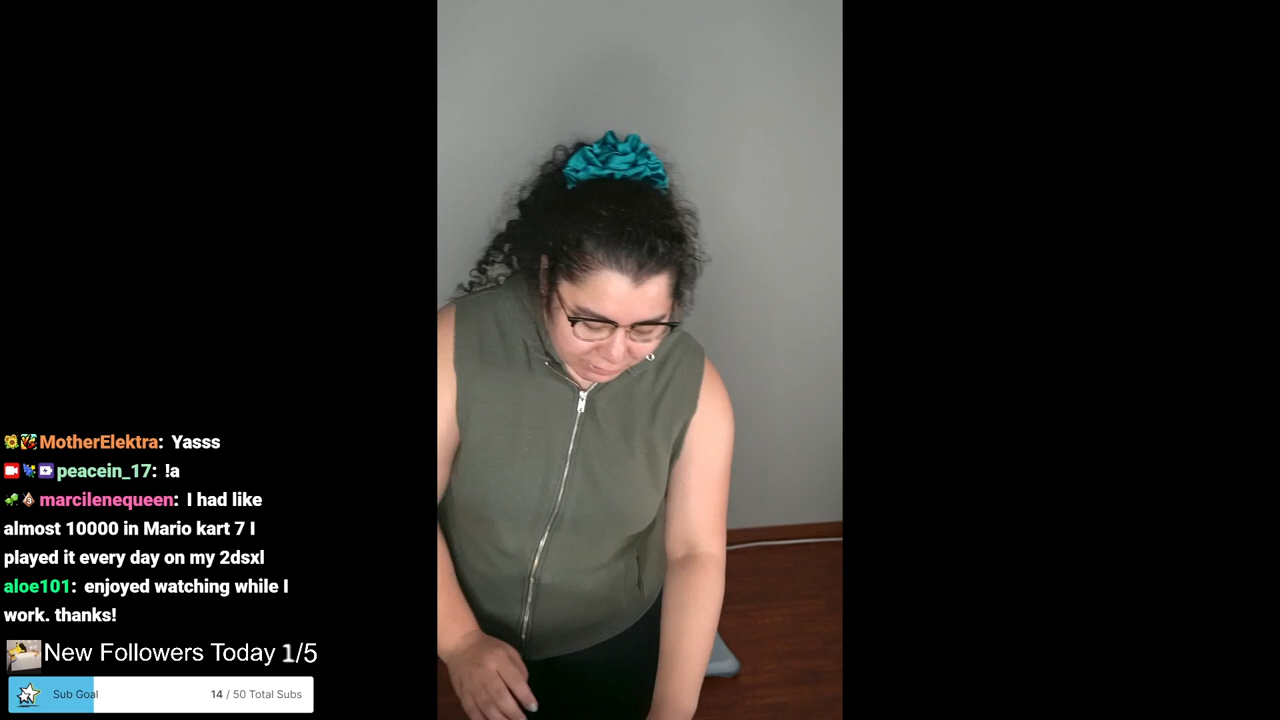 MotherElektra: Yasss
peacein_17: !a
marcilenequeen: I had like
almost 10000 in Mario kart 7 I
played it every day on my 2dsxl
aloe101: enjoyed watching while I
work. thanks!
New Followers Today 1/5
Sub Goal 14 / 50 Total Subs